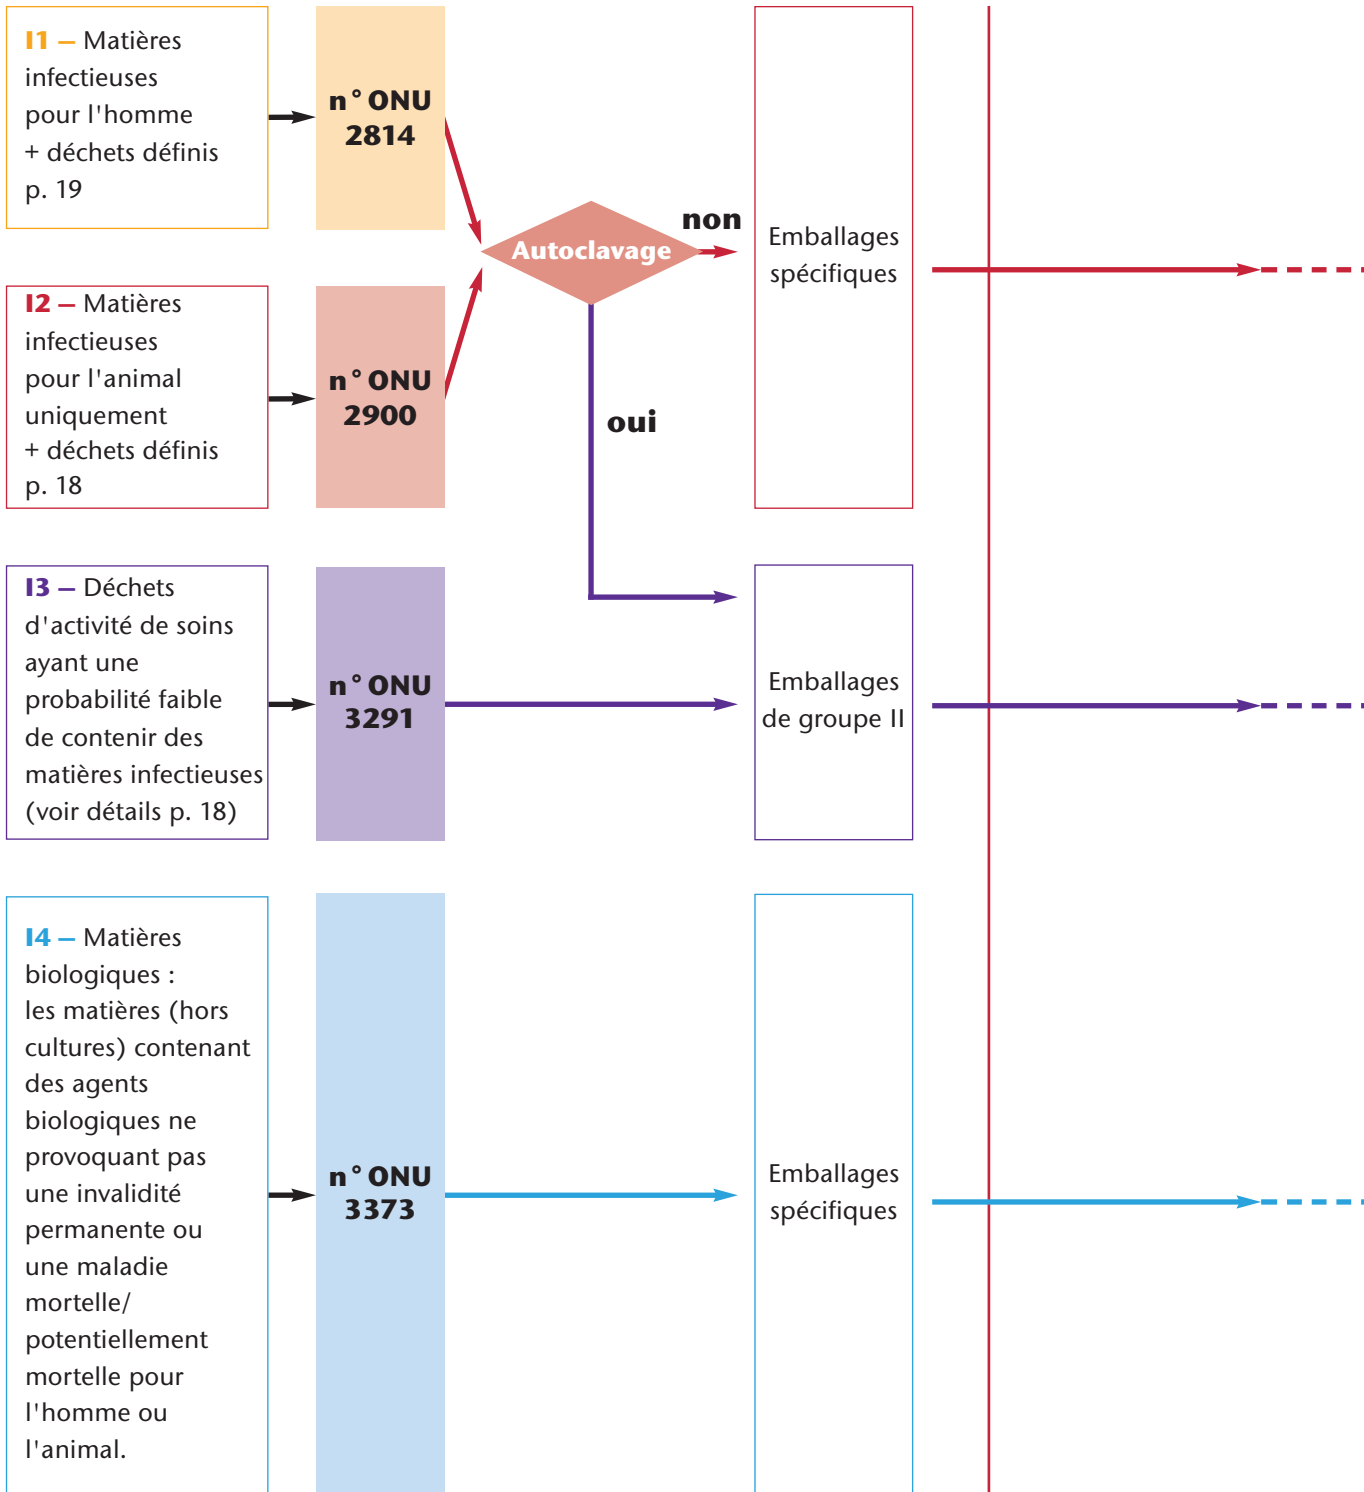 I1 – Matières
infectieuses
pour l'homme
+ déchets définis
p. 19
n° ONU
2814
Autoclavage
non
oui
Emballages
spécifiques
I2 – Matières
infectieuses
pour l'animal
uniquement
+ déchets définis
p. 18
n° ONU
2900
I3 – Déchets
d'activité de soins
ayant une
probabilité faible
de contenir des
matières infectieuses
(voir détails p. 18)
n° ONU
3291
Emballages
de groupe II
I4 – Matières
biologiques :
les matières (hors
cultures) contenant
des agents
biologiques ne
provoquant pas
une invalidité
permanente ou
une maladie
mortelle/
potentiellement
mortelle pour
l'homme ou
l'animal.
n° ONU
3373
Emballages
spécifiques